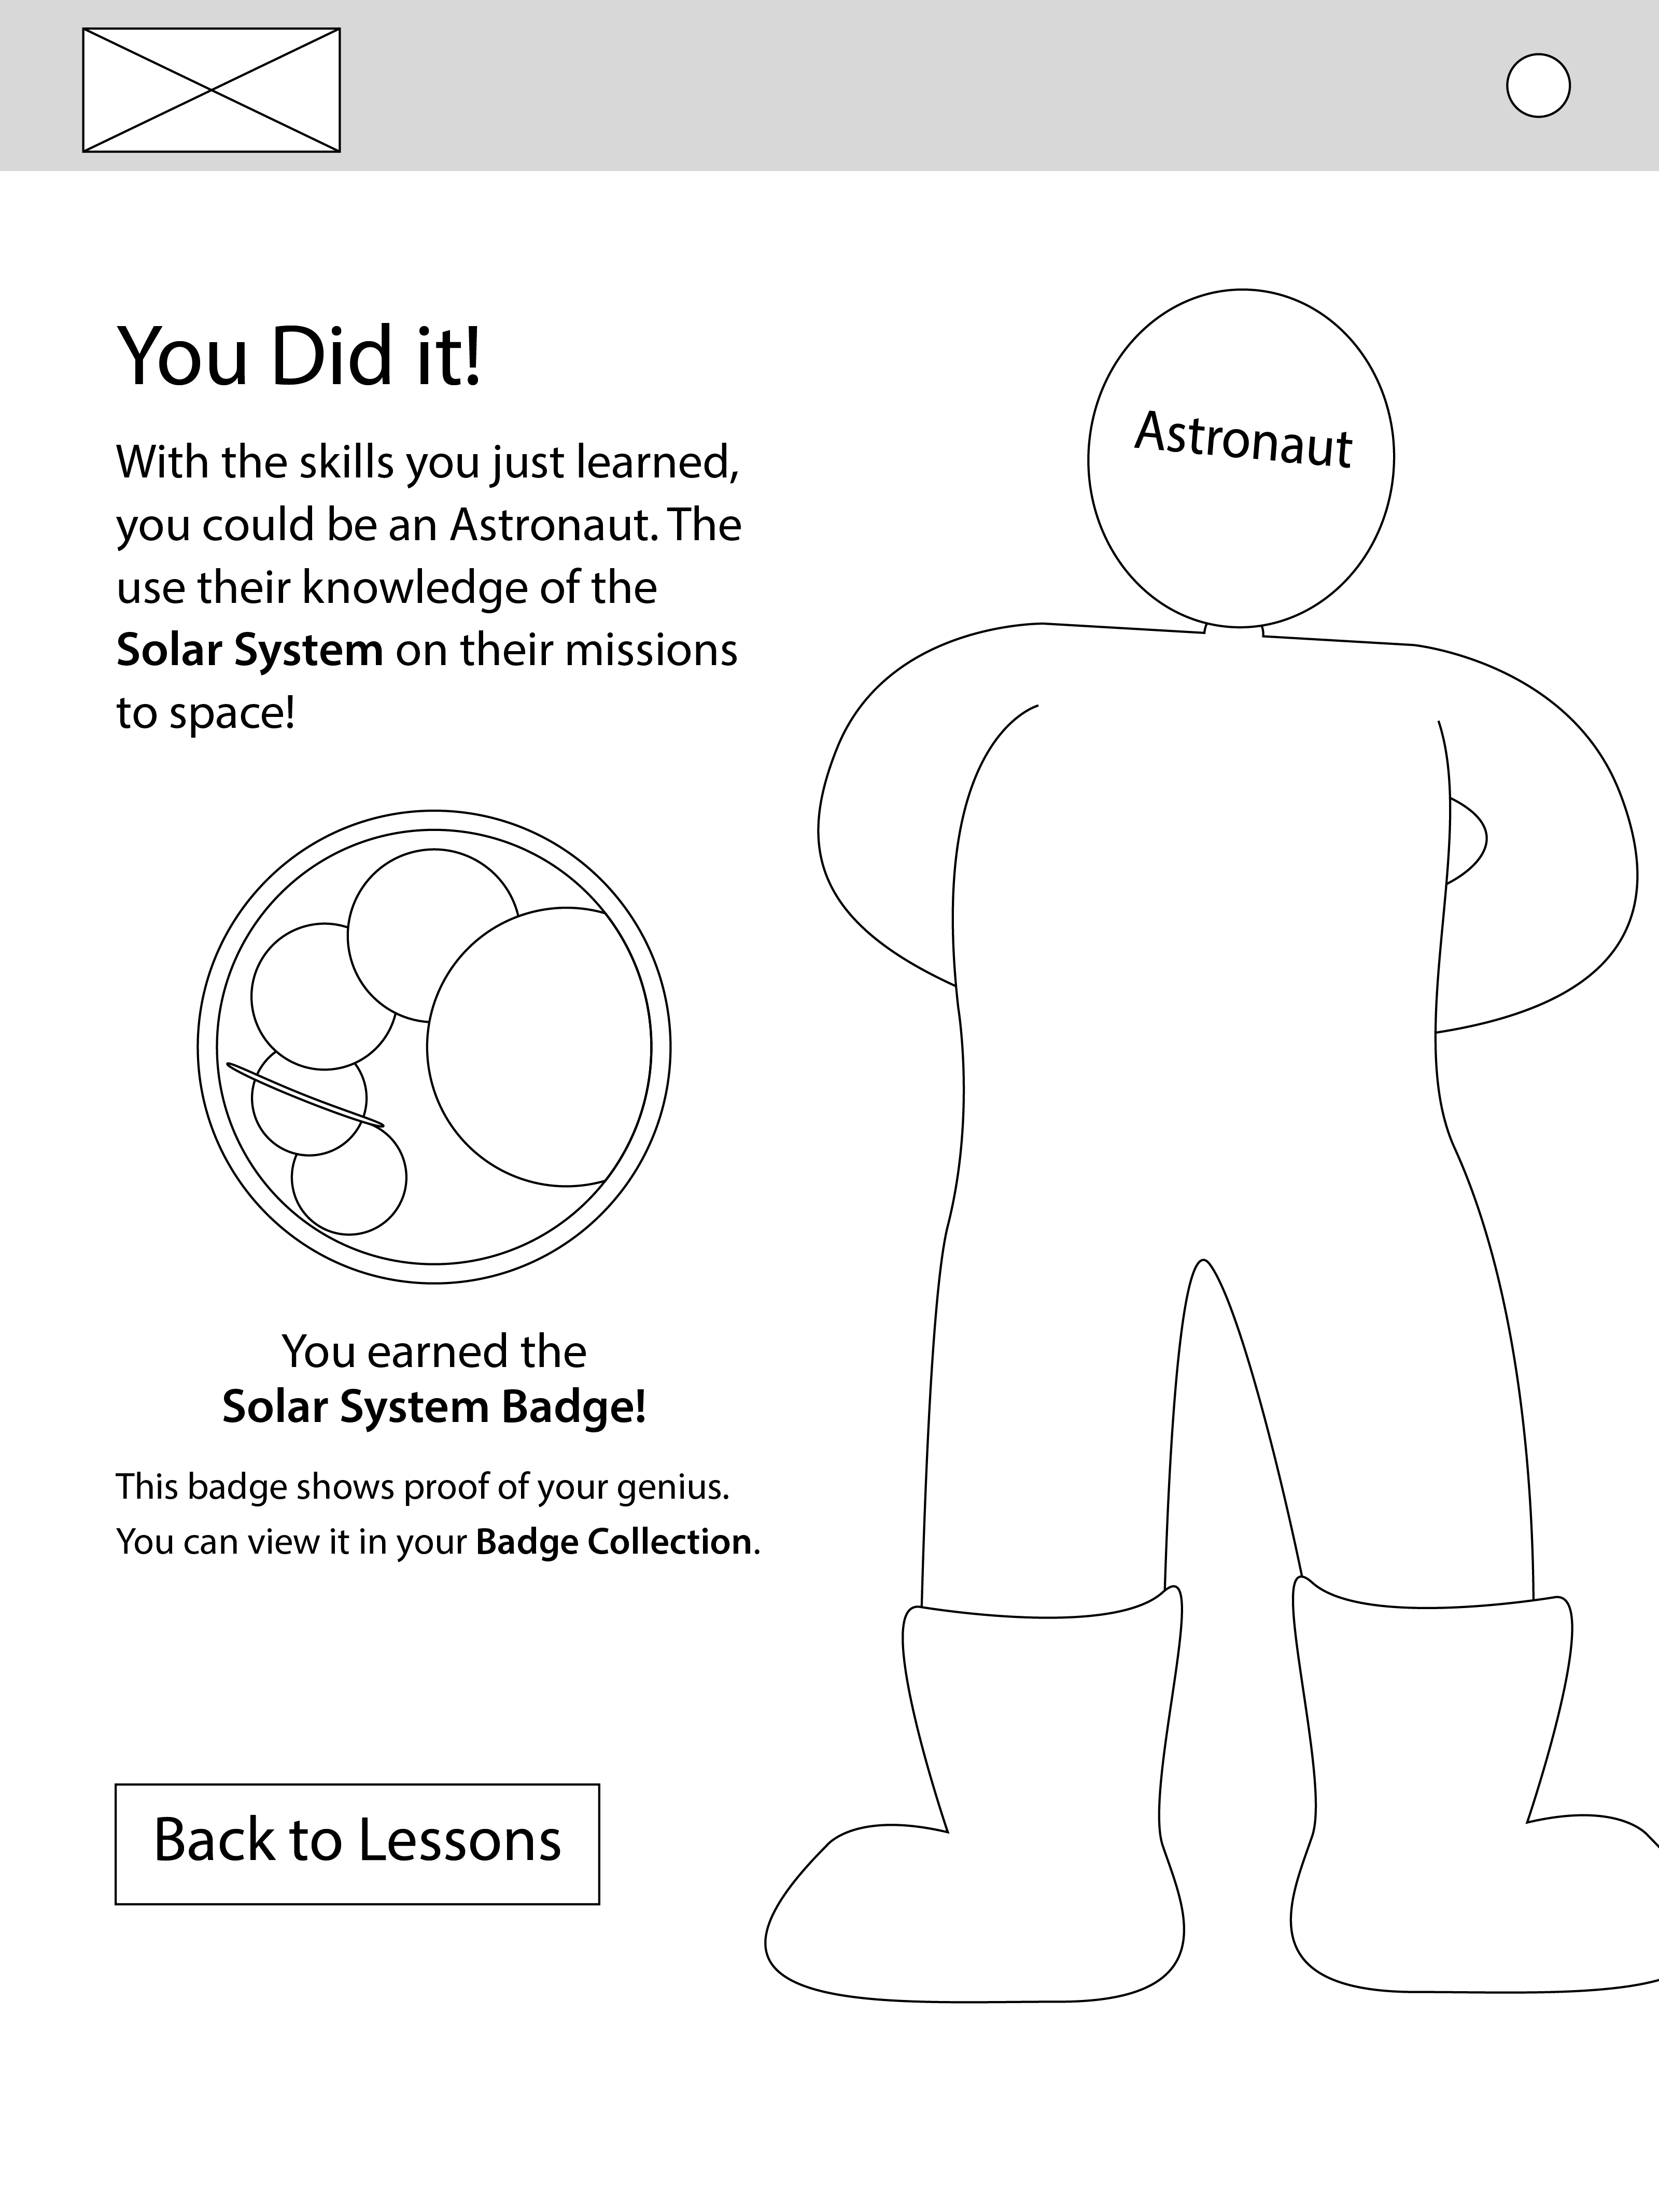 You Did it!
With the skills you just learned,
you could be an Astronaut. The
use their knowledge of the
Solar System on their missions
to space!
Astronaut
You earned the
Solar System Badge!
This badge shows proof of your genius.
You can view it in your Badge Collection.
Back to Lessons